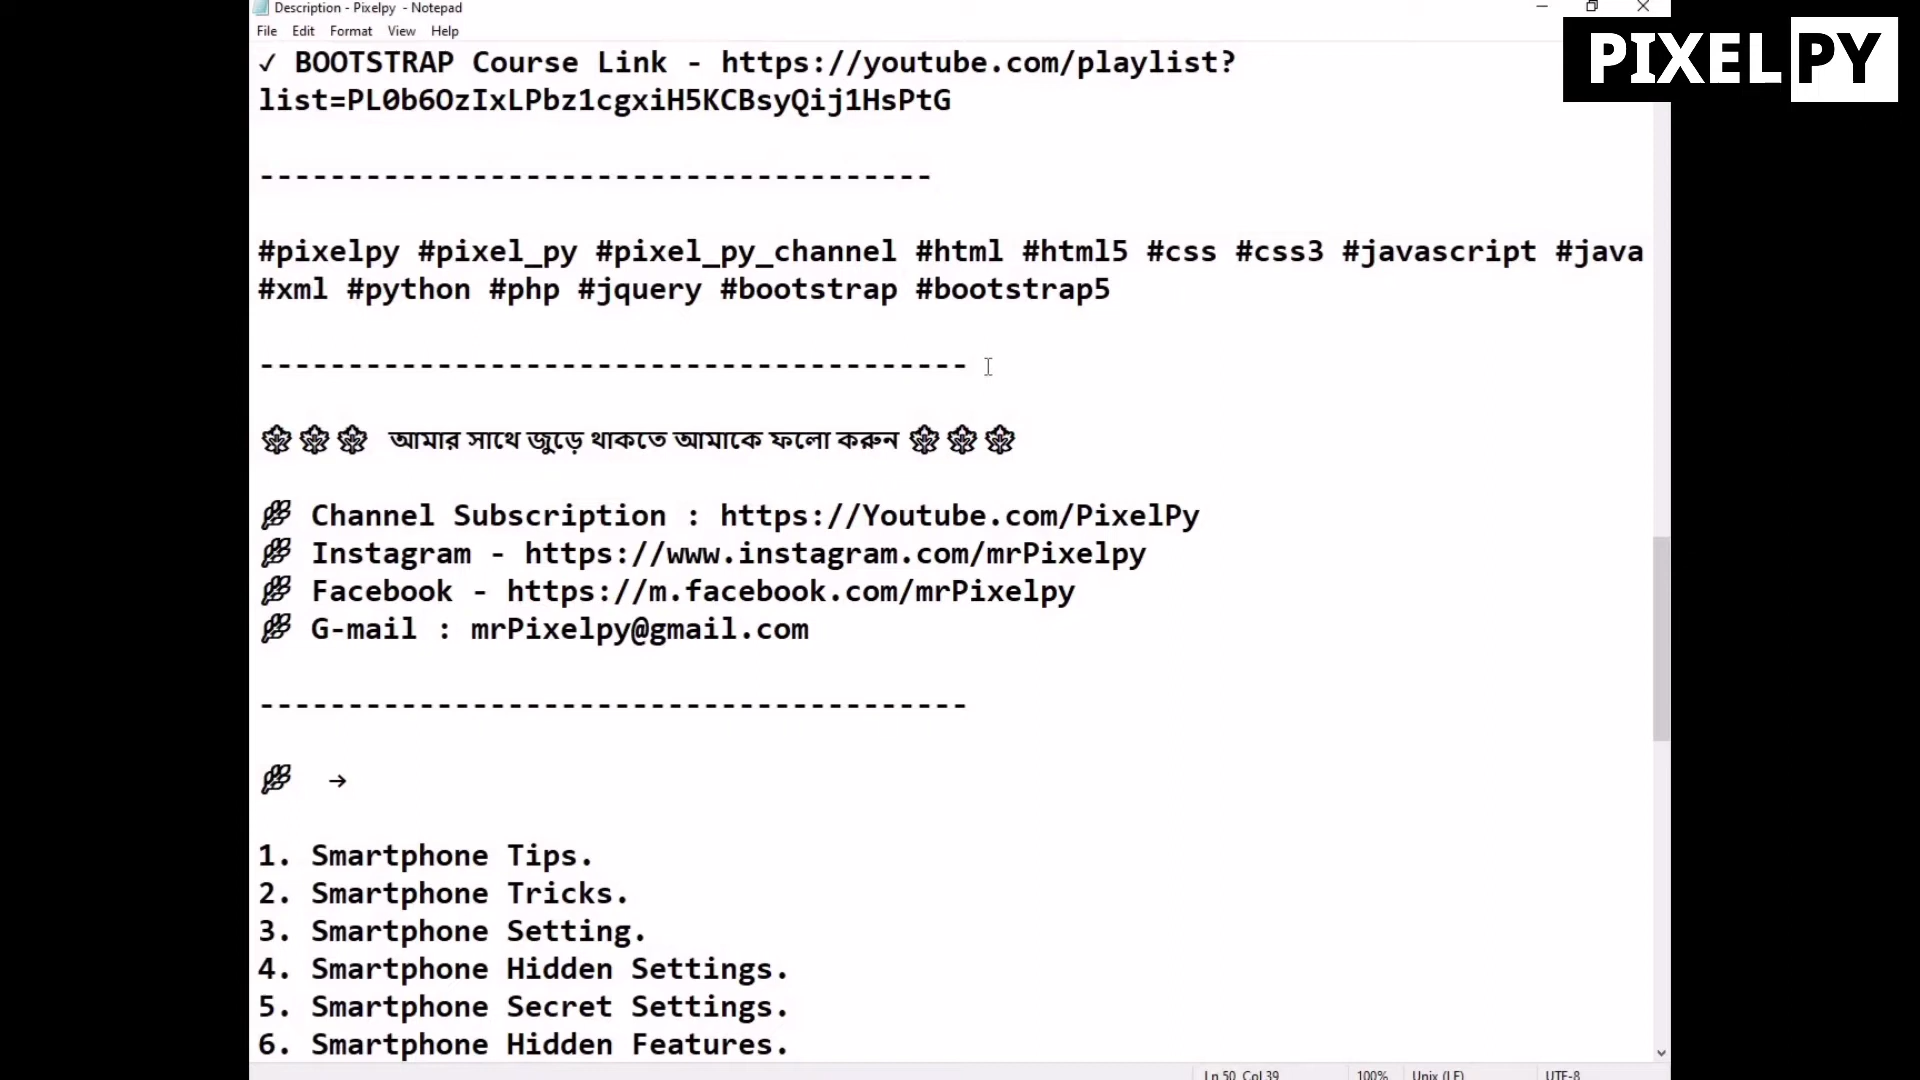 Description - Pixelpy - Notepad
File Edit Format View Help
PIXELPY
✓ BOOTSTRAP Course Link - https://youtube.com/playlist?
list=PL0b6OzIxLPbz1cgxiH5KCBsyQij1HsPtG
--------------------------------------
#pixelpy #pixel_py #pixel_py_channel #html #html5 #css #css3 #javascript #java
#xml #python #php #jquery #bootstrap #bootstrap5
----------------------------------------
আমার সাথে জুড়ে থাকতে আমাকে ফলো করুন
Channel Subscription : https://Youtube.com/PixelPy
Instagram - https://www.instagram.com/mrPixelpy
Facebook - https://m.facebook.com/mrPixelpy
G-mail : mrPixelpy@gmail.com
----------------------------------------
→
1. Smartphone Tips.
2. Smartphone Tricks.
3. Smartphone Setting.
4. Smartphone Hidden Settings.
5. Smartphone Secret Settings.
6. Smartphone Hidden Features.
Ln 50, Col 39 100% Unix (LF) UTF-8